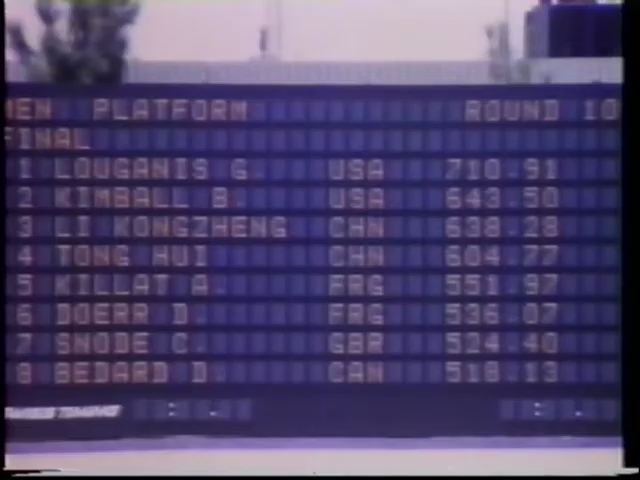 MEN PLATFORM ROUND 10
FINAL
1 LOUGANIS G. USA 710.91
2 KIMBALL B. USA 643.50
3 LI KONGZHENG CHN 638.28
4 TONG HUI CHN 604.77
5 KILLAT A. FRG 551.97
6 DOERR D. FRG 536.07
7 SNODE C. GBR 524.40
8 BEDARD D. CAN 518.13